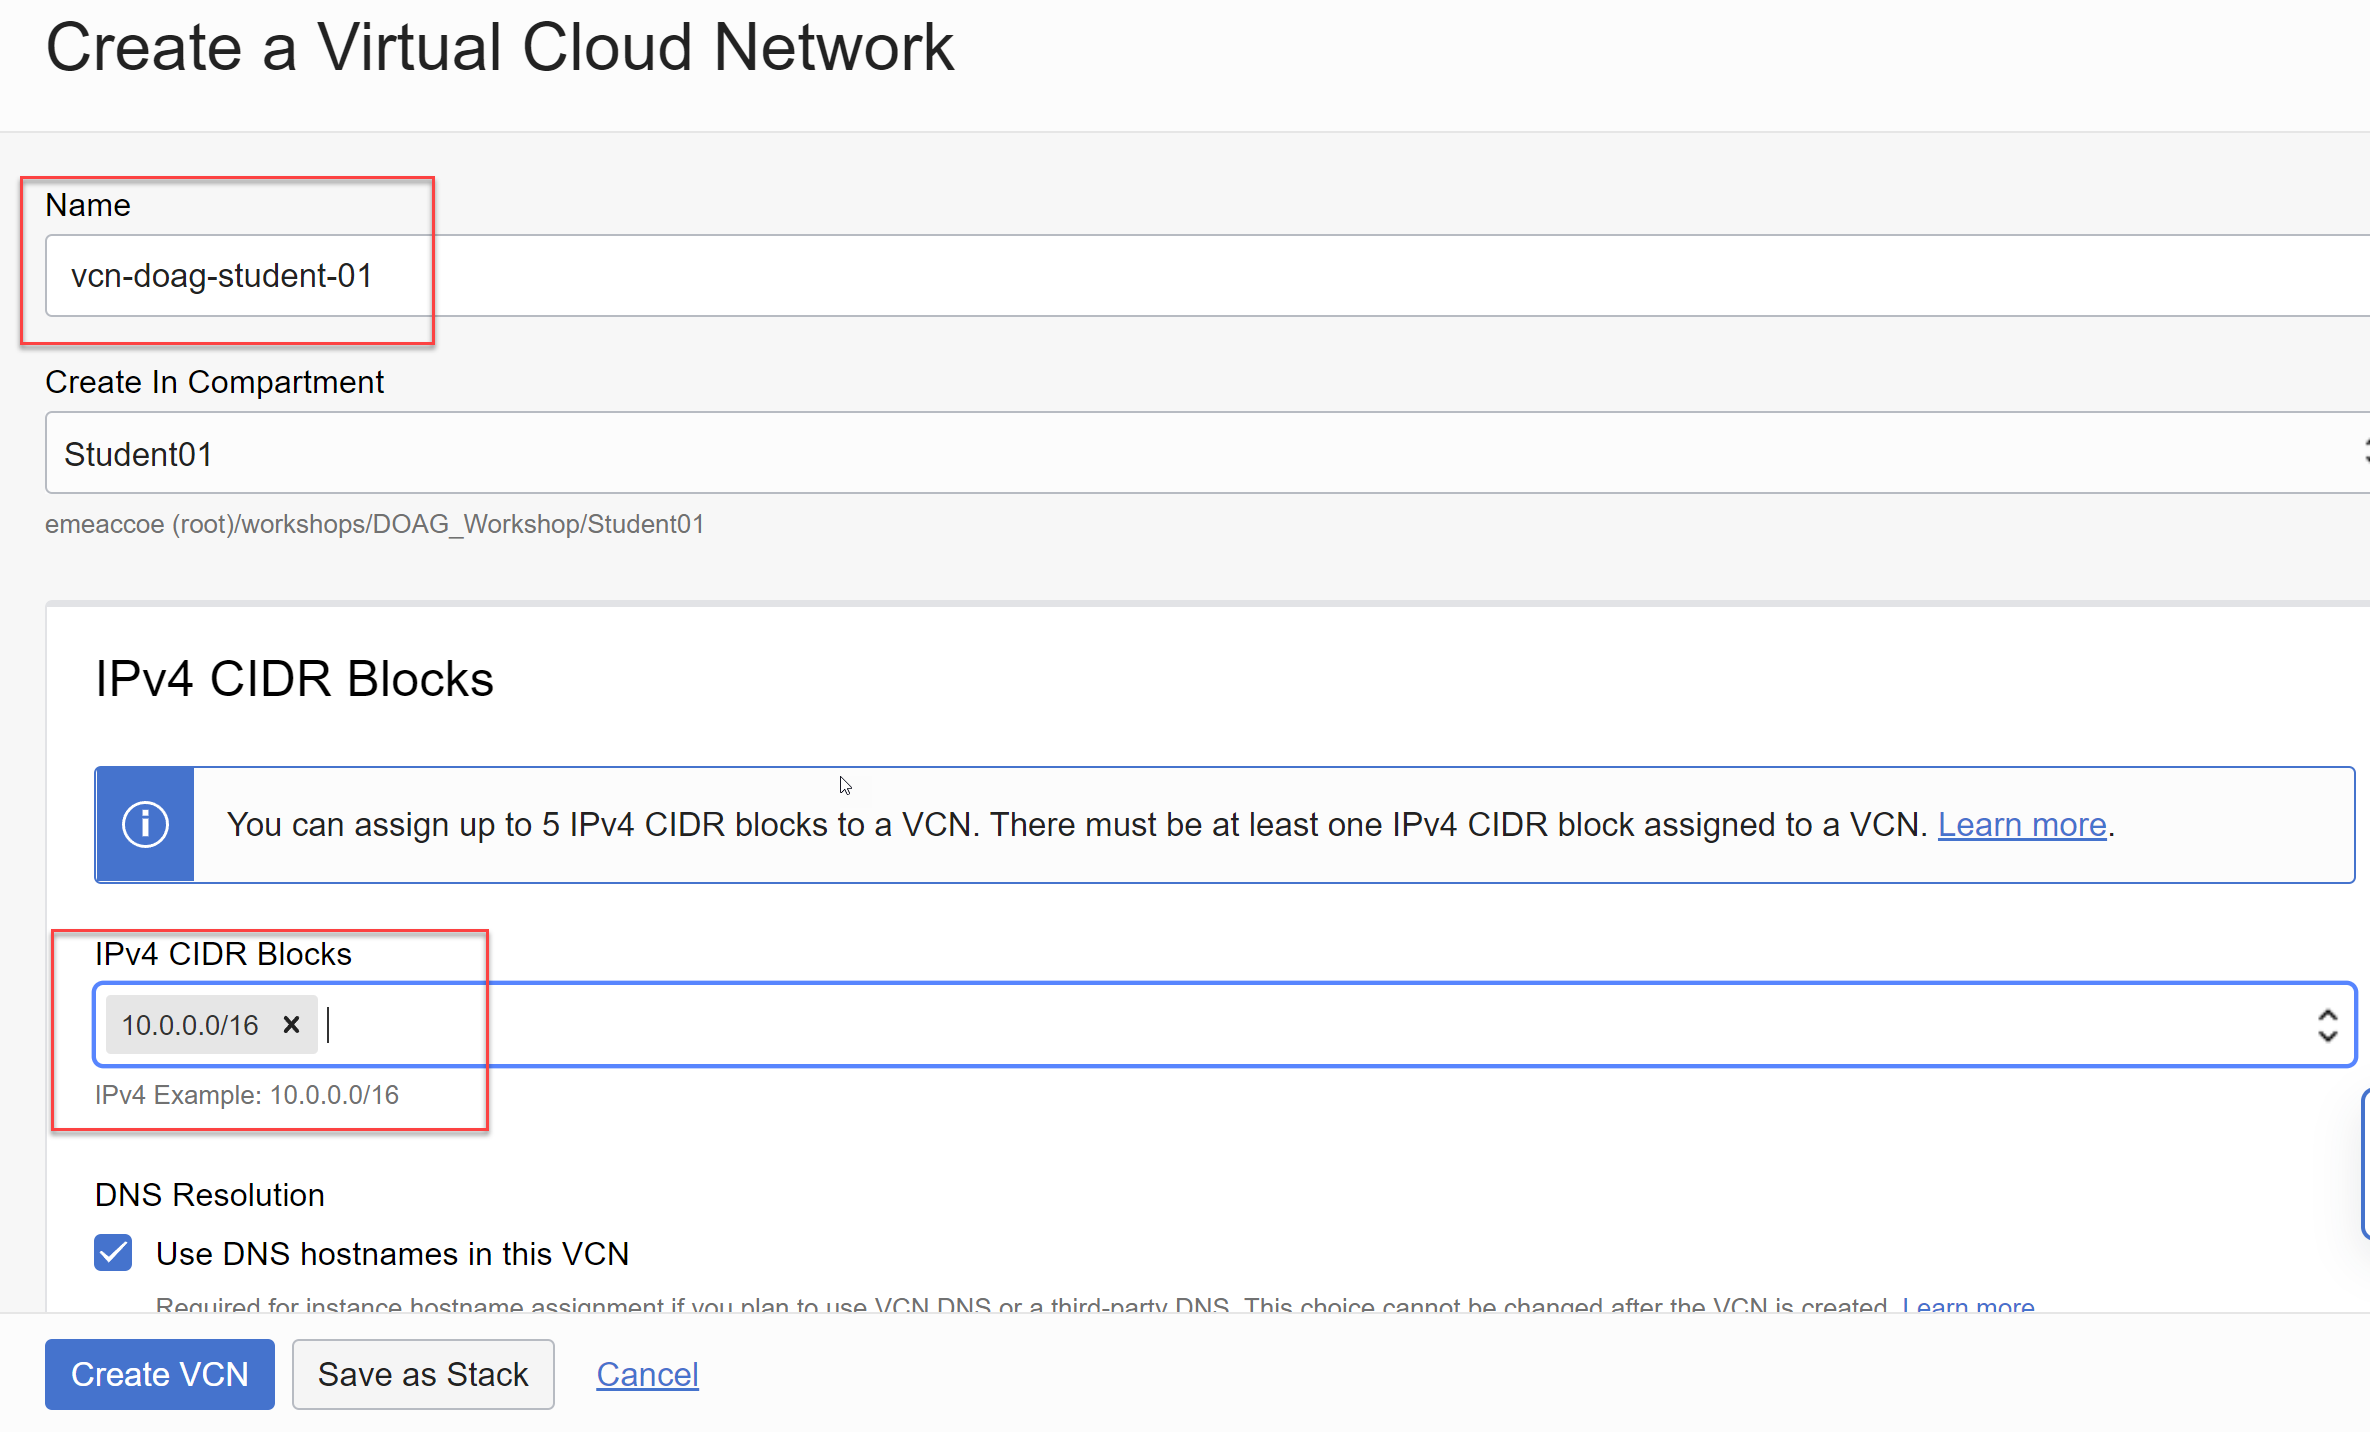 Create a Virtual Cloud Network
Name
vcn-doag-student-01
Create In Compartment
Student01
emeaccoe (root)/workshops/DOAG_Workshop/Student01
IPv4 CIDR Blocks
You can assign up to 5 IPv4 CIDR blocks to a VCN. There must be at least one IPv4 CIDR block assigned to a VCN. Learn more.
IPv4 CIDR Blocks
10.0.0.0/16
IPv4 Example: 10.0.0.0/16
DNS Resolution
Use DNS hostnames in this VCN
Required for instance hostname assignment if you plan to use VCN DNS or a third-party DNS. This choice cannot be changed after the VCN is created. Learn more
Create VCN Save as Stack Cancel